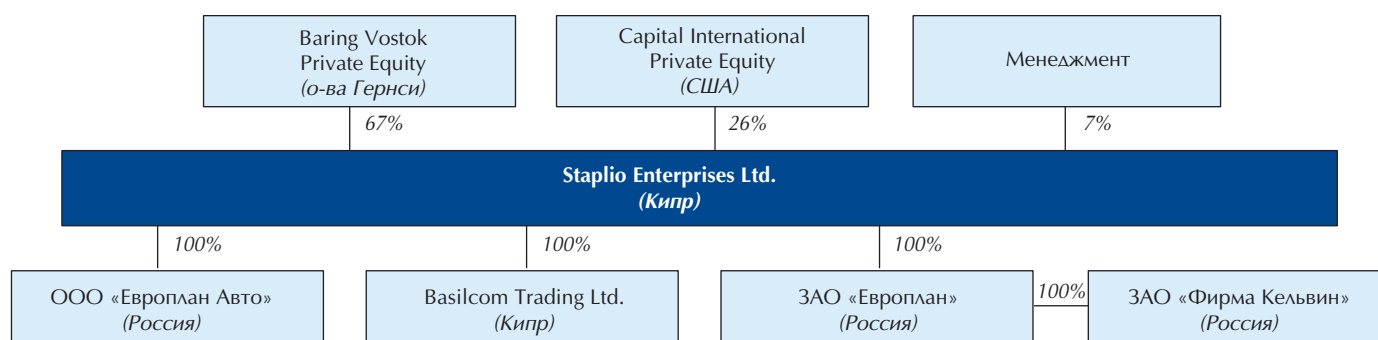 Baring Vostok
Private Equity
(о-ва Гернси)
Capital International
Private Equity
(США)
Менеджмент
67%
26%
7%
Staplio Enterprises Ltd.
(Кипр)
100%
100%
100%
ООО «Европлан Авто»
(Россия)
Basilcom Trading Ltd.
(Кипр)
ЗАО «Европлан»
(Россия)
100%
ЗАО «Фирма Кельвин»
(Россия)